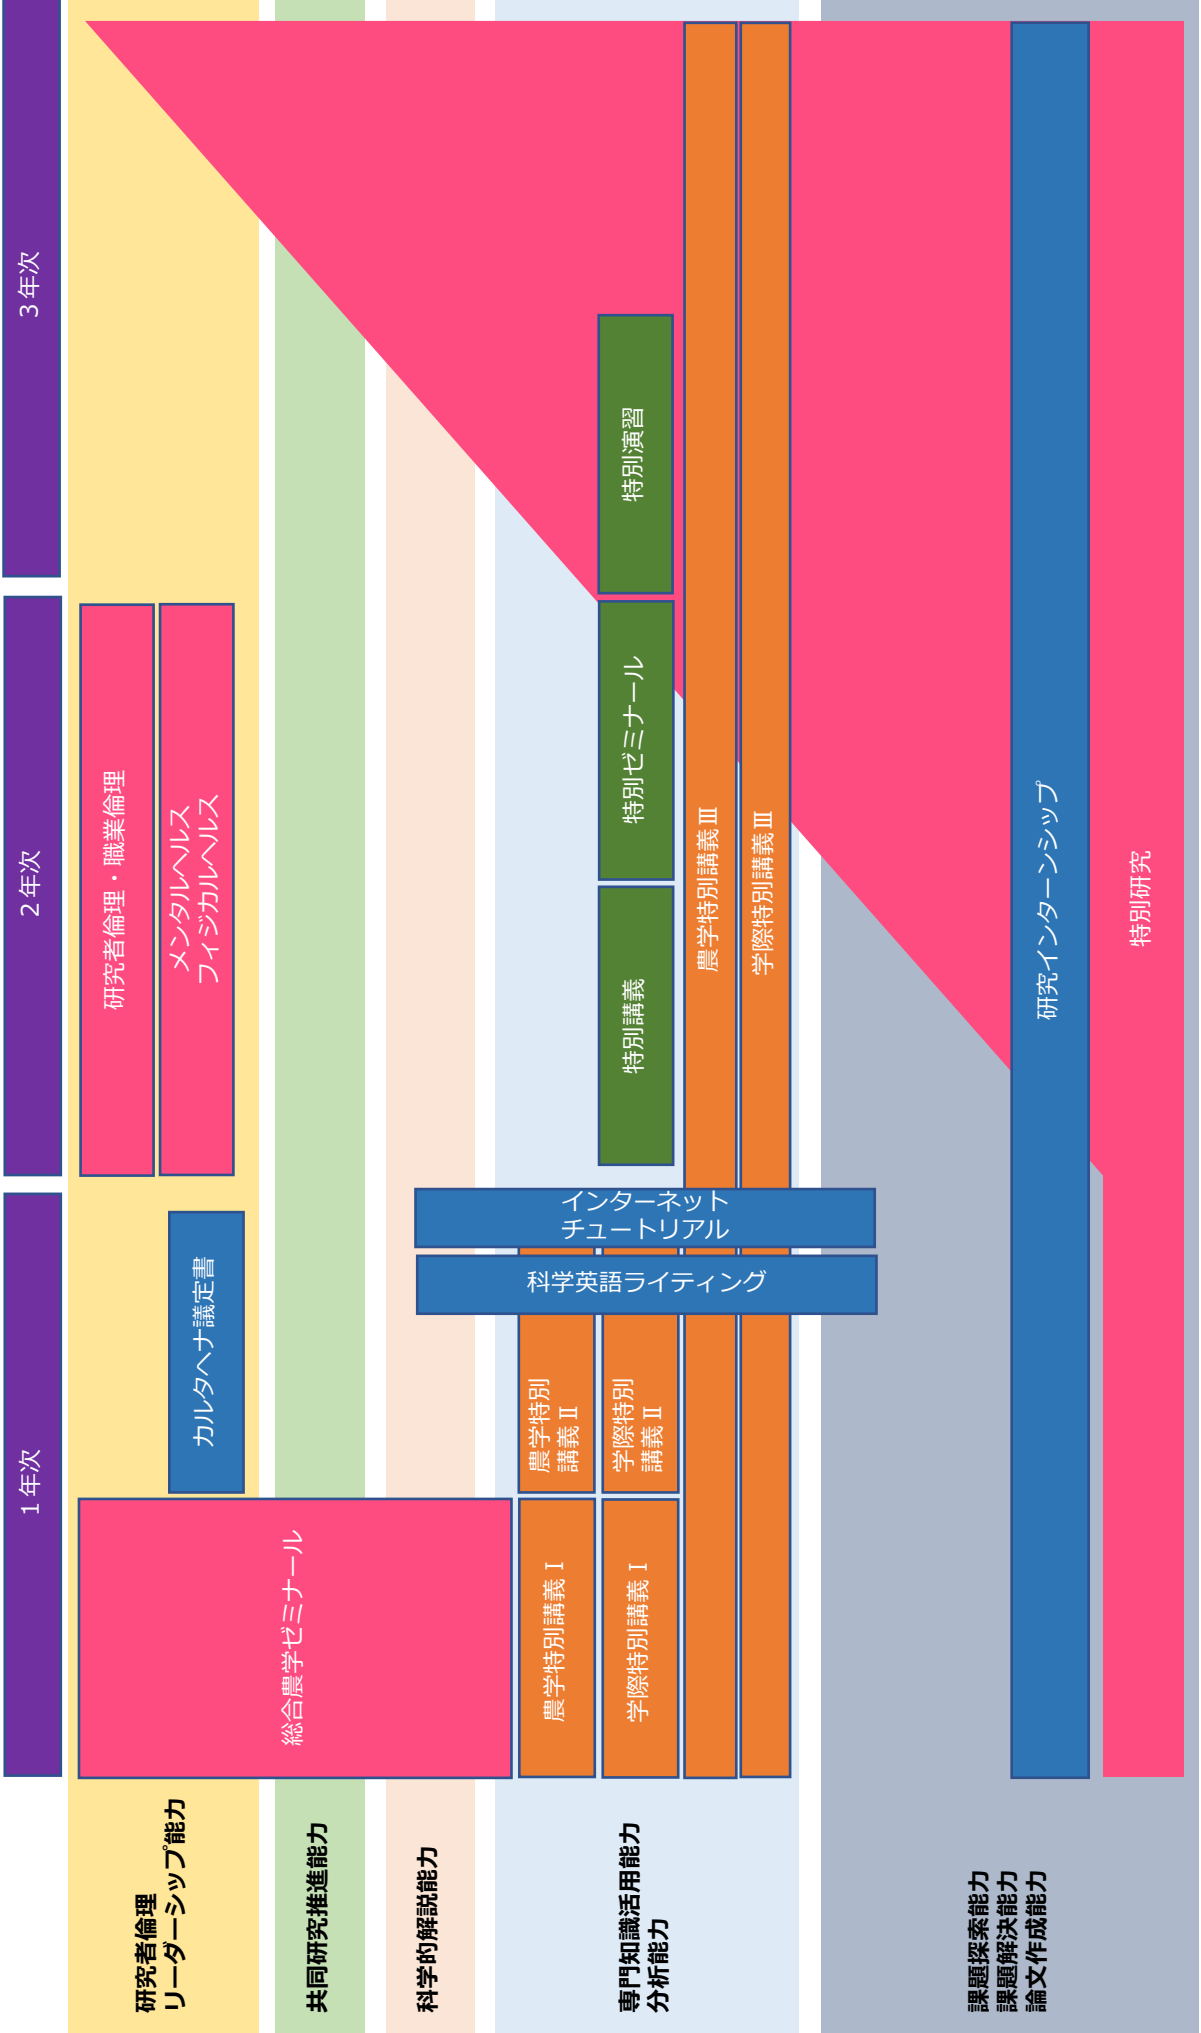 1年次
2年次
3年次
研究者倫理
リーダーシップ能力
総合農学ゼミナール
カルタヘナ議定書
研究者倫理・職業倫理
メンタルヘルス
フィジカルヘルス
共同研究推進能力
科学的解説能力
専門知識活用能力
分析能力
農学特別講義Ⅰ
農学特別
講義Ⅱ
学際特別講義Ⅰ
学際特別
講義Ⅱ
科学英語ライティング
インターネット
チュートリアル
特別講義
特別ゼミナール
特別演習
農学特別講義Ⅲ
学際特別講義Ⅲ
課題探索能力
課題解決能力
論文作成能力
研究インターンシップ
特別研究